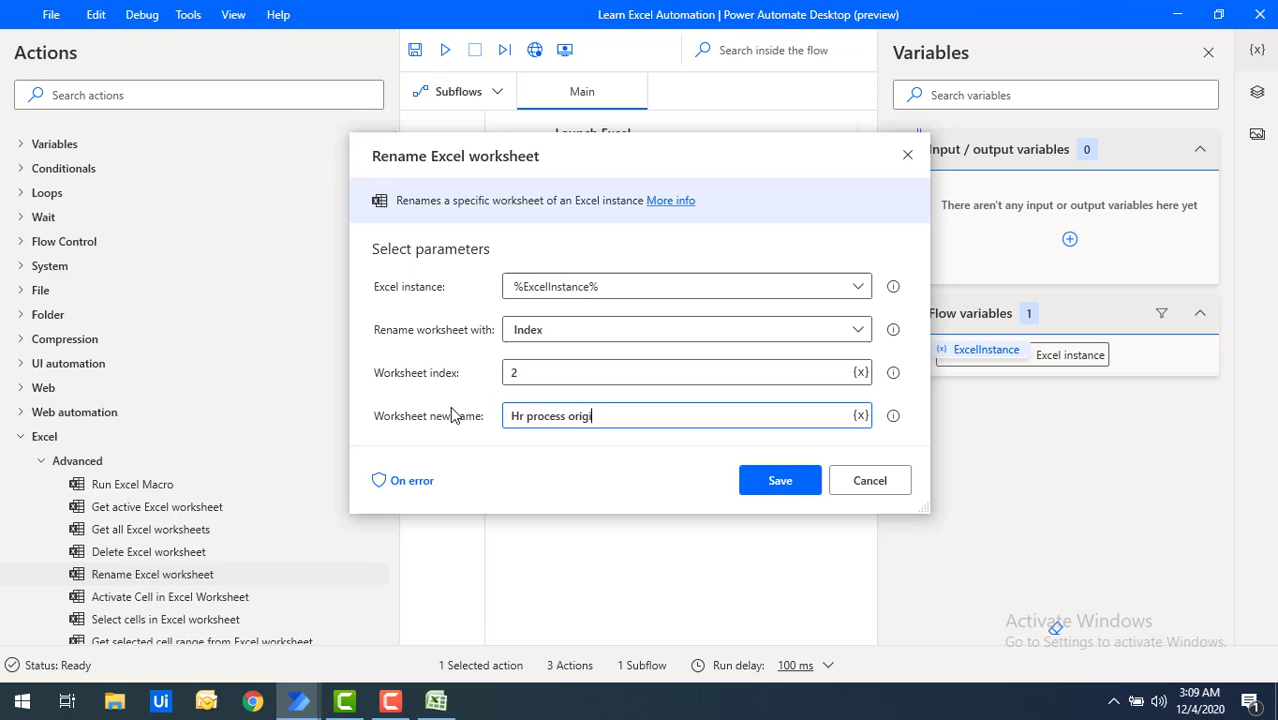 File Edit Debug Tools View Help
Learn Excel Automation | Power Automate Desktop (preview)
Actions
Search actions
Variables
Conditionals
Loops
Wait
Flow Control
System
File
Folder
Compression
UI automation
Web
Web automation
Excel
Advanced
Run Excel Macro
Get active Excel worksheet
Get all Excel worksheets
Delete Excel worksheet
Rename Excel worksheet
Activate Cell in Excel Worksheet
Select cells in Excel worksheet
Get selected cell range from Excel worksheet
Search inside the flow
Subflows
Main
Launch Excel
Rename Excel worksheet
Renames a specific worksheet of an Excel instance More info
Select parameters
Excel instance: %ExcelInstance%
Rename worksheet with: Index
Worksheet index: 2 {x}
Worksheet new name: Hr process origi {x}
On error
Save
Cancel
Variables
{x}
Search variables
Input / output variables 0
There aren't any input or output variables here yet
Flow variables 1
(x) ExcelInstance Excel instance
Activate Windows
Go to Settings to activate Windows.
Status: Ready
1 Selected action 3 Actions 1 Subflow Run delay: 100 ms
Ui
3:09 AM
12/4/2020
1